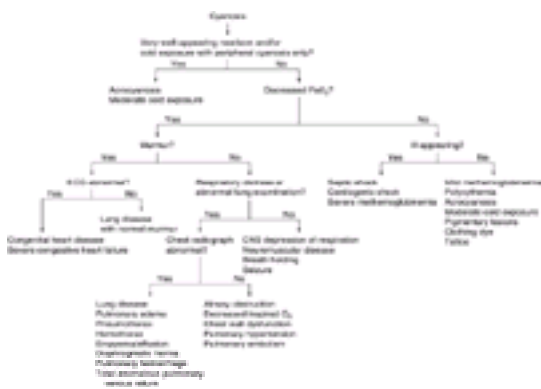 Cyanosis
Very well-appearing newborn and/or
cold exposure with peripheral cyanosis only?
Yes
No
Acrocyanosis
Moderate cold exposure
Decreased PaO₂?
Yes
No
Murmur?
Ill-appearing?
Yes
No
Yes
No
ECG abnormal?
Respiratory distress or
abnormal lung examination?
Septic shock
Cardiogenic shock
Severe methemoglobinemia
Mild methemoglobinemia
Polycythemia
Acrocyanosis
Moderate cold exposure
Pigmentary lesions
Clothing dye
Tattoo
Yes
No
Yes
No
Lung disease
with normal murmur
Congenital heart disease
Severe congestive heart failure
Chest radiograph
abnormal?
CNS depression of respiration
Neuromuscular disease
Breath-holding
Seizure
Yes
No
Lung disease
Pulmonary edema
Pneumothorax
Hemothorax
Empyema/effusion
Diaphragmatic hernia
Pulmonary hemorrhage
Total anomalous pulmonary
venous return
Airway obstruction
Decreased inspired O₂
Chest wall dysfunction
Pulmonary hypertension
Pulmonary embolism